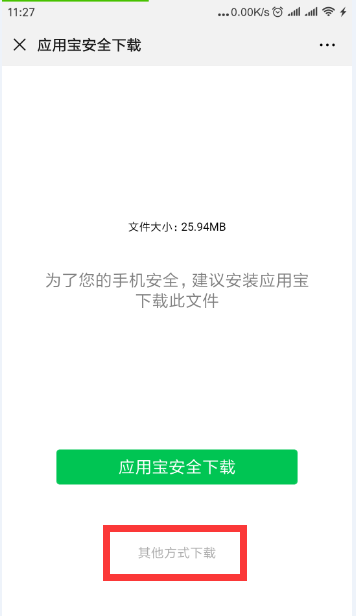 11:27 ...0.00K/s
应用宝安全下载
文件大小：25.94MB
为了您的手机安全，建议安装应用宝
下载此文件
应用宝安全下载
其他方式下载